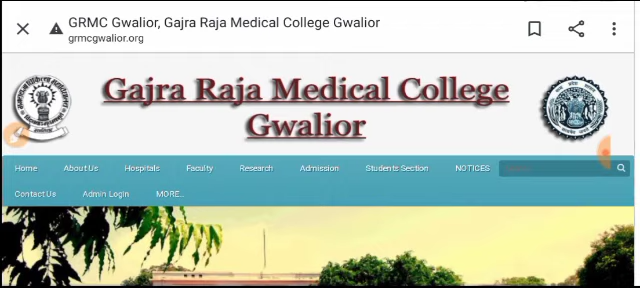 GRMC Gwalior, Gajra Raja Medical College Gwalior
grmcgwalior.org
Gajra Raja Medical College
Gwalior
Home About Us Hospitals Faculty Research Admission Students Section NOTICES
Contact Us Admin Login MORE...